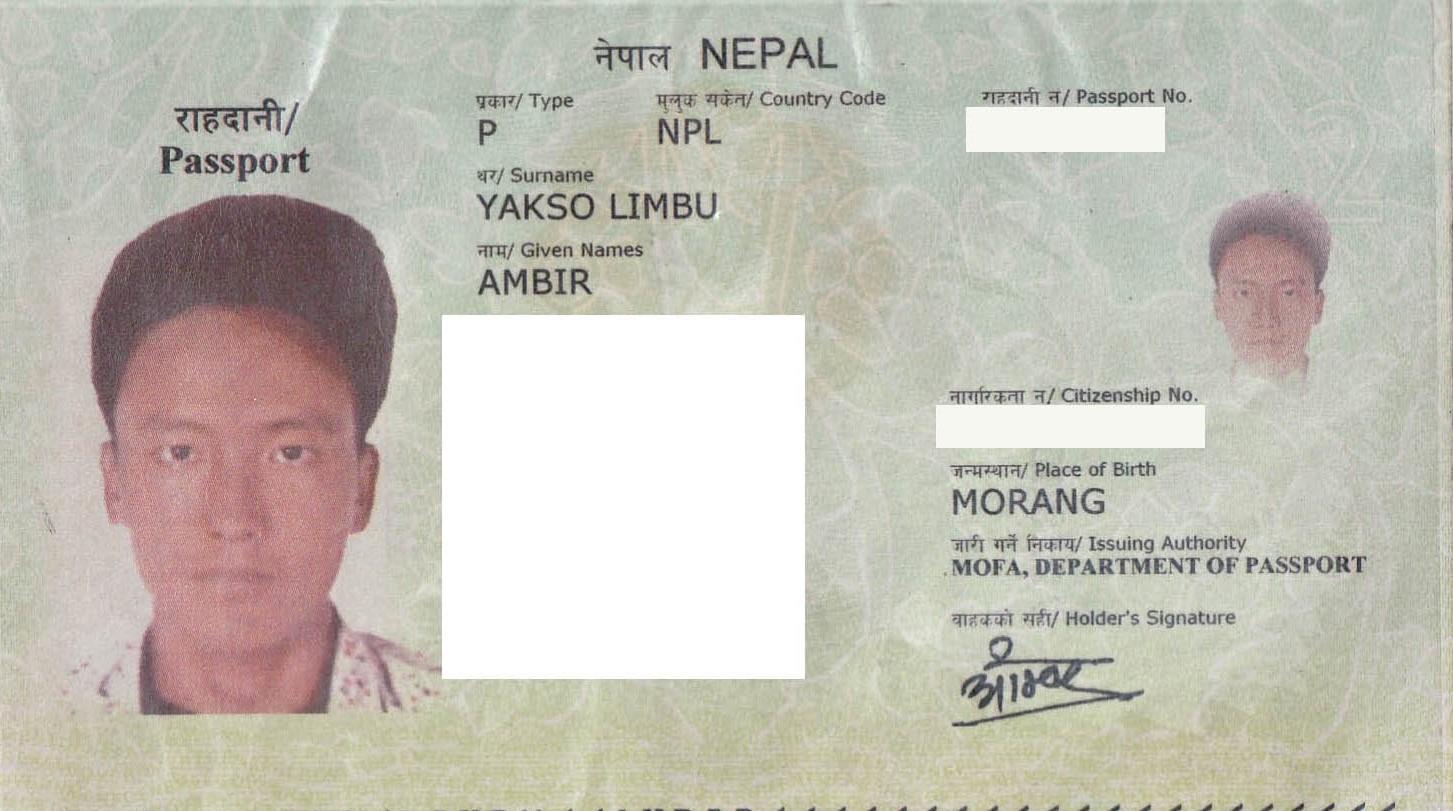 नेपाल NEPAL
राहदानी/
Passport
प्रकार/ Type
P
मुलुक सकेत/ Country Code
NPL
राहदानी न/ Passport No.
थर/ Surname
YAKSO LIMBU
नाम/ Given Names
AMBIR
नागरिकता न/ Citizenship No.
जन्मस्थान/ Place of Birth
MORANG
जारी गर्ने निकाय/ Issuing Authority
MOFA, DEPARTMENT OF PASSPORT
वाहकको सही/ Holder's Signature